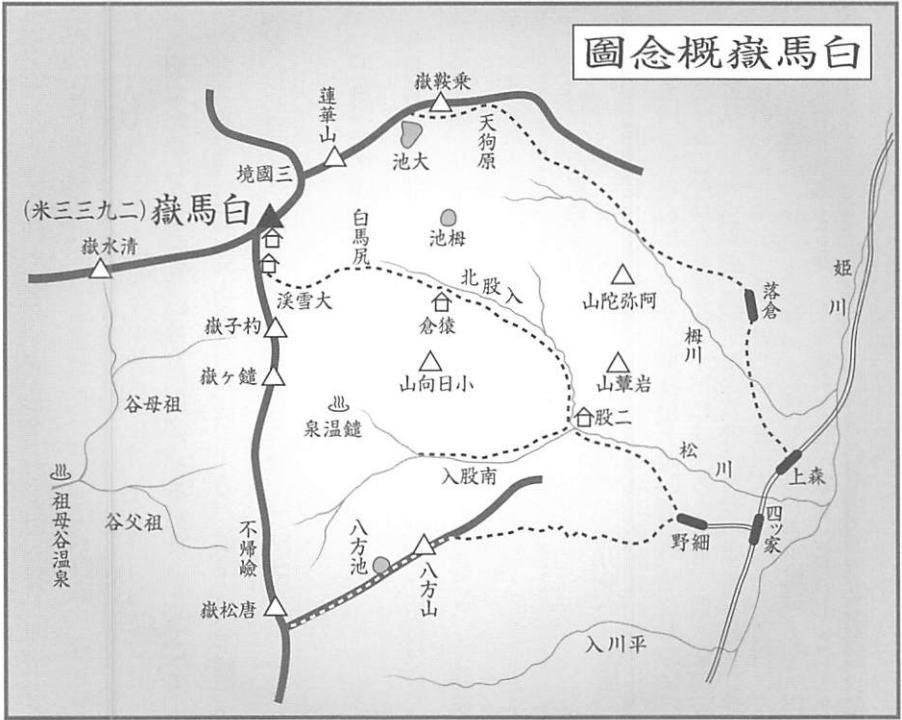 白馬嶽概念圖
乗鞍嶽
蓮華山
天狗原
大池
三國境
白馬嶽(二九三三米)
清水嶽
白馬尻
栂池
北股入
阿弥陀山
姫川
落倉
大雪溪
猿倉
栂川
杓子嶽
鑓ヶ嶽
小日向山
岩蕈山
祖母谷
鑓温泉
二股
松川
森上
南股入
祖母谷温泉
祖父谷
不帰嶮
八方池
八方山
細野
四ッ家
唐松嶽
平川入